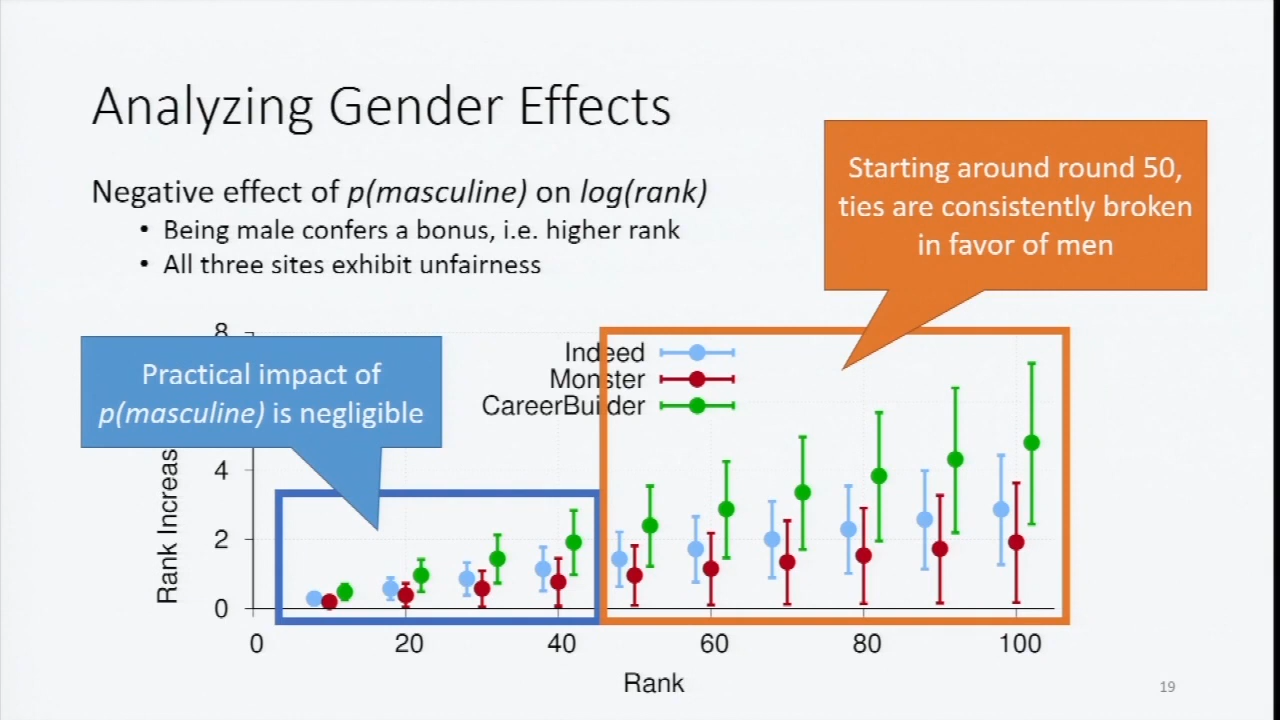 Analyzing Gender Effects
Negative effect of p(masculine) on log(rank)
• Being male confers a bonus, i.e. higher rank
• All three sites exhibit unfairness
Starting around round 50,
ties are consistently broken
in favor of men
Practical impact of
p(masculine) is negligible
Indeed
Monster
CareerBuilder
8
4
2
0
Rank Increas
0 20 40 60 80 100
Rank
19